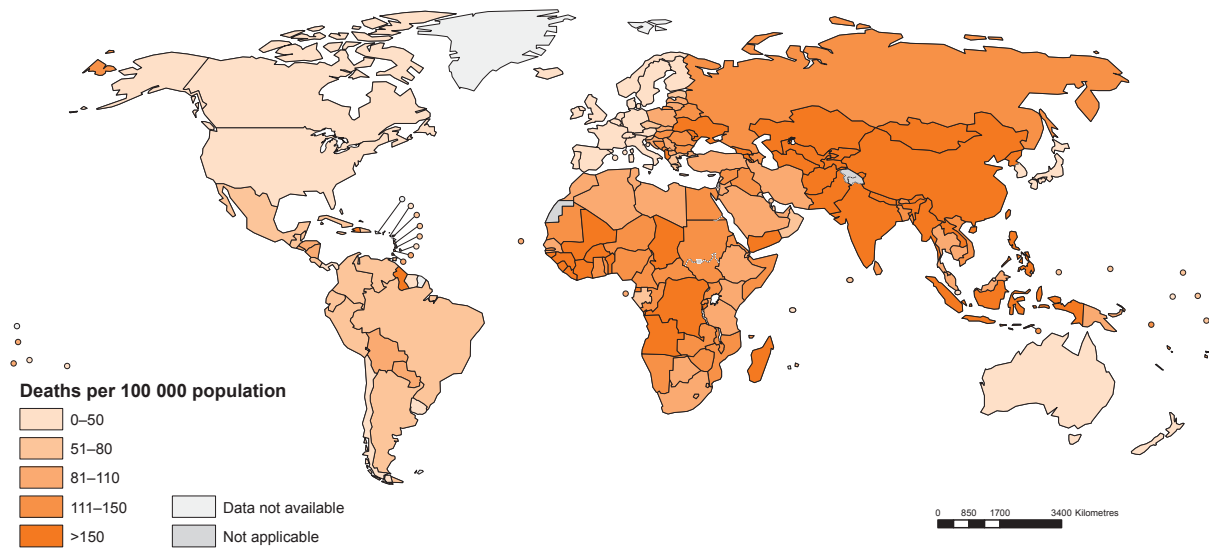 Deaths per 100 000 population
0–50
51–80
81–110
111–150
>150
Data not available
Not applicable
0 850 1700 3400 Kilometres